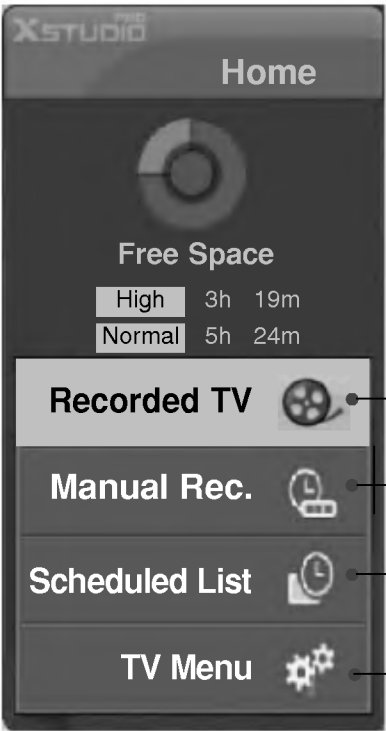 XSTUDIO PRO
Home
Free Space
High 3h 19m
Normal 5h 24m
Recorded TV
Manual Rec.
Scheduled List
TV Menu